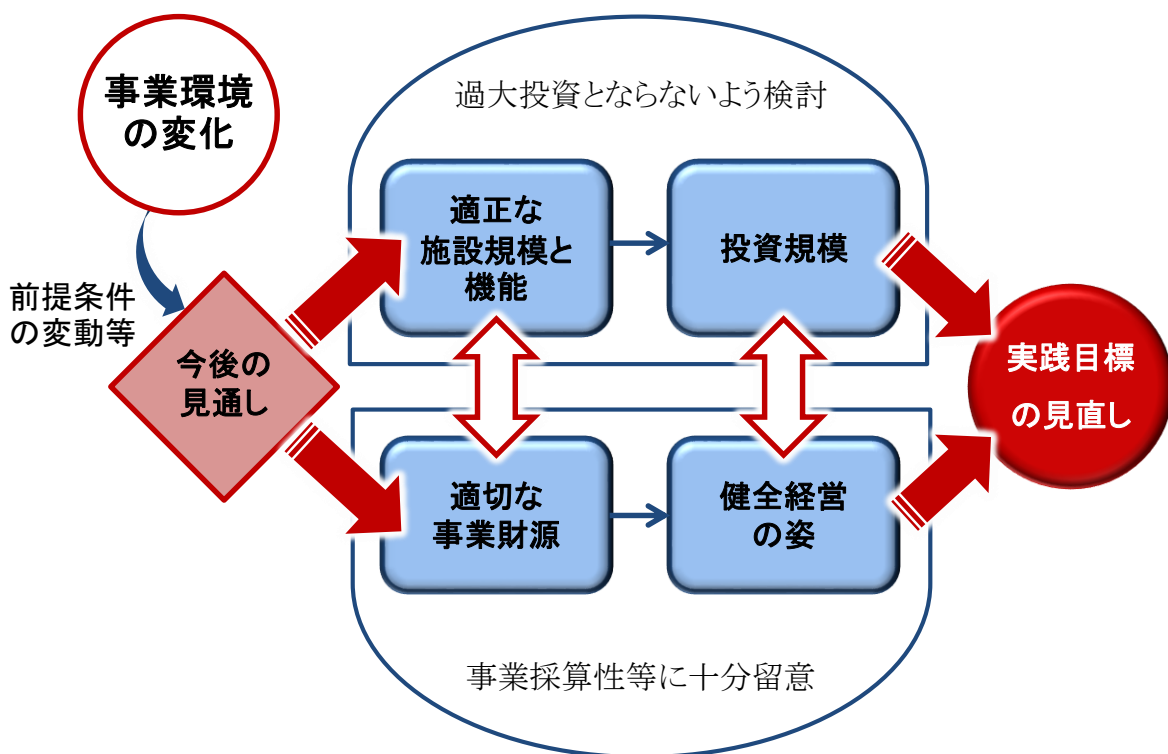 事業環境
の変化
過大投資とならないよう検討
適正な
施設規模と
機能
投資規模
前提条件
の変動等
今後の
見通し
実践目標
の見直し
適切な
事業財源
健全経営
の姿
事業採算性等に十分留意